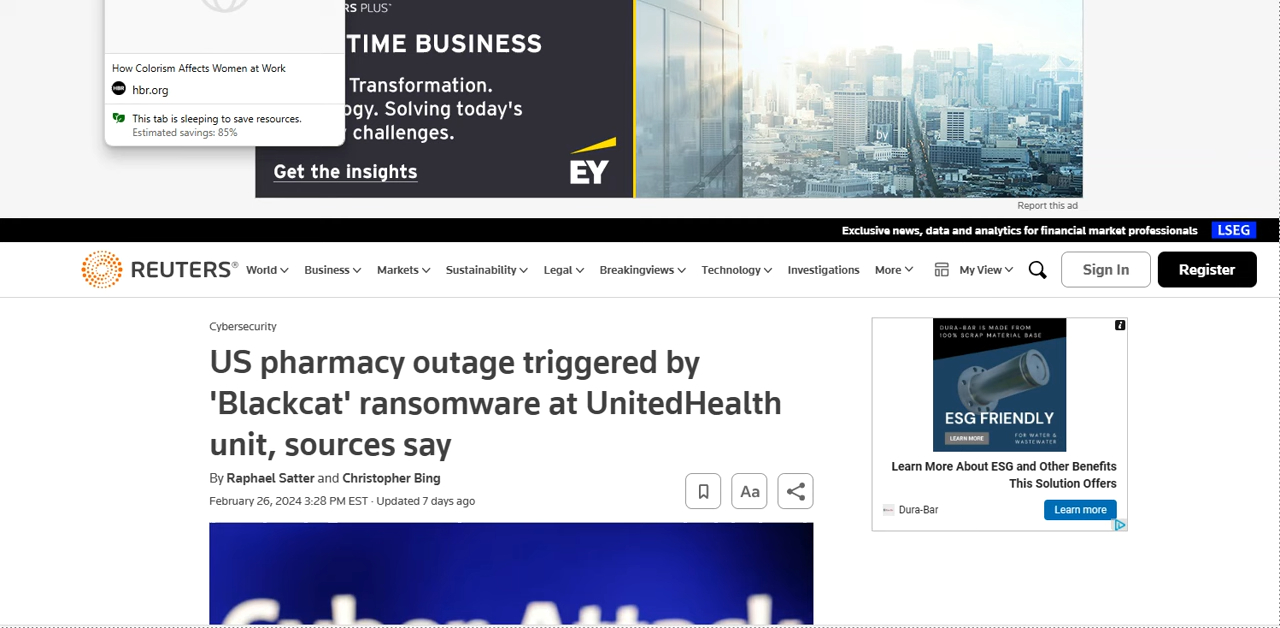 RS PLUS
TIME BUSINESS
Transformation.
ogy. Solving today's
challenges.
Get the insights
EY
by
How Colorism Affects Women at Work
HBR
hbr.org
This tab is sleeping to save resources.
Estimated savings: 85%
Report this ad
Exclusive news, data and analytics for financial market professionals LSEG
REUTERS® World Business Markets Sustainability Legal Breakingviews Technology Investigations More My View Sign In Register
Cybersecurity
US pharmacy outage triggered by
'Blackcat' ransomware at UnitedHealth
unit, sources say
By Raphael Satter and Christopher Bing
February 26, 2024 3:28 PM EST · Updated 7 days ago
Aa
Cyber Attack
DURA-BAR IS MADE FROM
100% SCRAP MATERIAL BASE
ESG FRIENDLY
LEARN MORE
FOR WATER &
WASTEWATER
Learn More About ESG and Other Benefits
This Solution Offers
Dura-Bar
Learn more